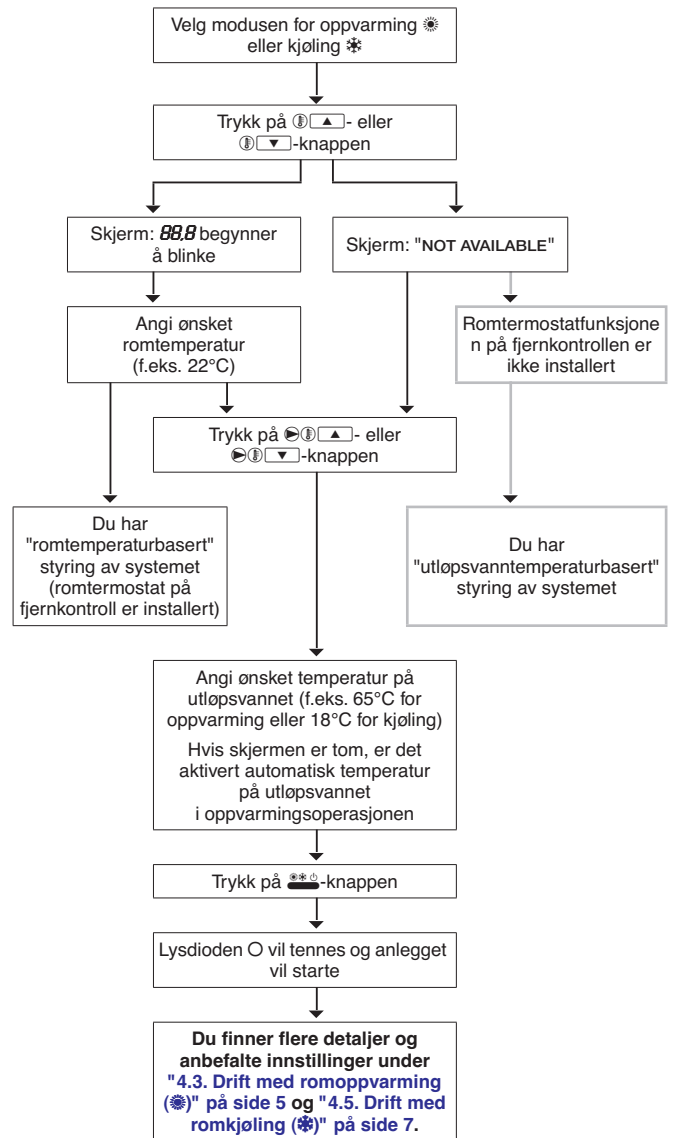 Velg modusen for oppvarming ☀
eller kjøling ❄
Trykk på ▲ - eller
▼ -knappen
Skjerm: 88,8 begynner
å blinke
Skjerm: "NOT AVAILABLE"
Angi ønsket
romtemperatur
(f.eks. 22°C)
Romtermostatfunksjone
n på fjernkontrollen er
ikke installert
Trykk på ▲ - eller
▼ -knappen
Du har
"romtemperaturbasert"
styring av systemet
(romtermostat på
fjernkontroll er installert)
Du har
"utløpsvanntemperaturbasert"
styring av systemet
Angi ønsket temperatur på
utløpsvannet (f.eks. 65°C for
oppvarming eller 18°C for kjøling)
Hvis skjermen er tom, er det
aktivert automatisk temperatur
på utløpsvannet
i oppvarmingsoperasjonen
Trykk på -knappen
Lysdioden O vil tennes og anlegget
vil starte
Du finner flere detaljer og
anbefalte innstillinger under
"4.3. Drift med romoppvarming
(☀)" på side 5 og "4.5. Drift med
romkjøling (❄)" på side 7.